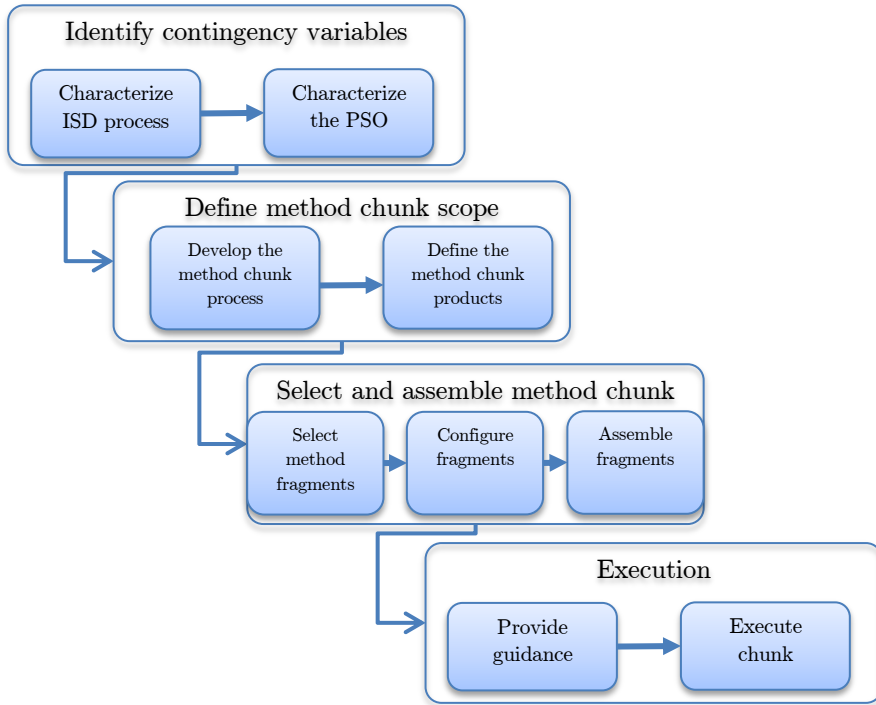 Identify contingency variables
Characterize
ISD process
Characterize
the PSO
Define method chunk scope
Develop the
method chunk
process
Define the
method chunk
products
Select and assemble method chunk
Select
method
fragments
Configure
fragments
Assemble
fragments
Execution
Provide
guidance
Execute
chunk